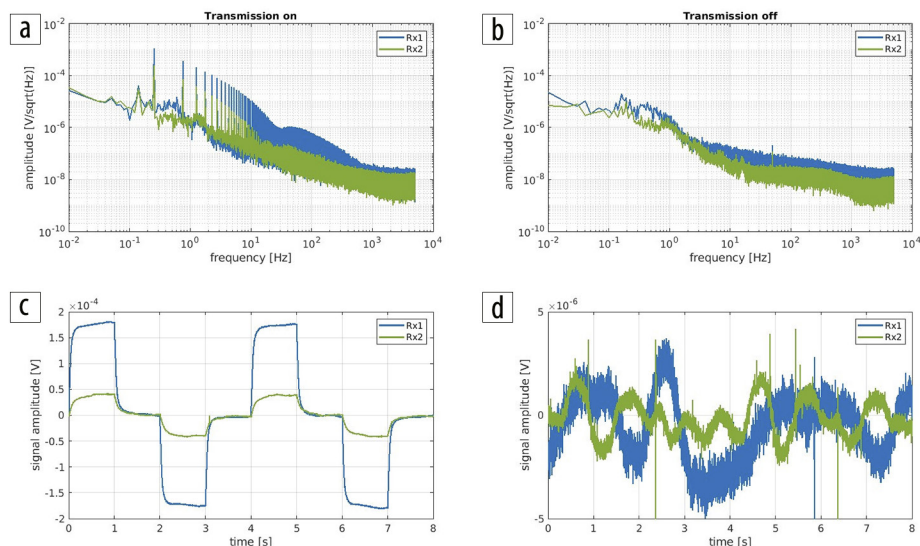 a
Transmission on
Rx1
Rx2
amplitude [V/sqrt(Hz)]
10^-2
10^-4
10^-6
10^-8
10^-10
10^-2 10^-1 10^0 10^1 10^2 10^3 10^4
frequency [Hz]
b
Transmission off
Rx1
Rx2
amplitude [V/sqrt(Hz)]
10^-2
10^-4
10^-6
10^-8
10^-10
10^-2 10^-1 10^0 10^1 10^2 10^3 10^4
frequency [Hz]
c
×10^-4
Rx1
Rx2
signal amplitude [V]
2
1.5
1
0.5
0
-0.5
-1
-1.5
-2
0 1 2 3 4 5 6 7 8
time [s]
d
×10^-6
Rx1
Rx2
signal amplitude [V]
5
0
-5
0 1 2 3 4 5 6 7 8
time [s]